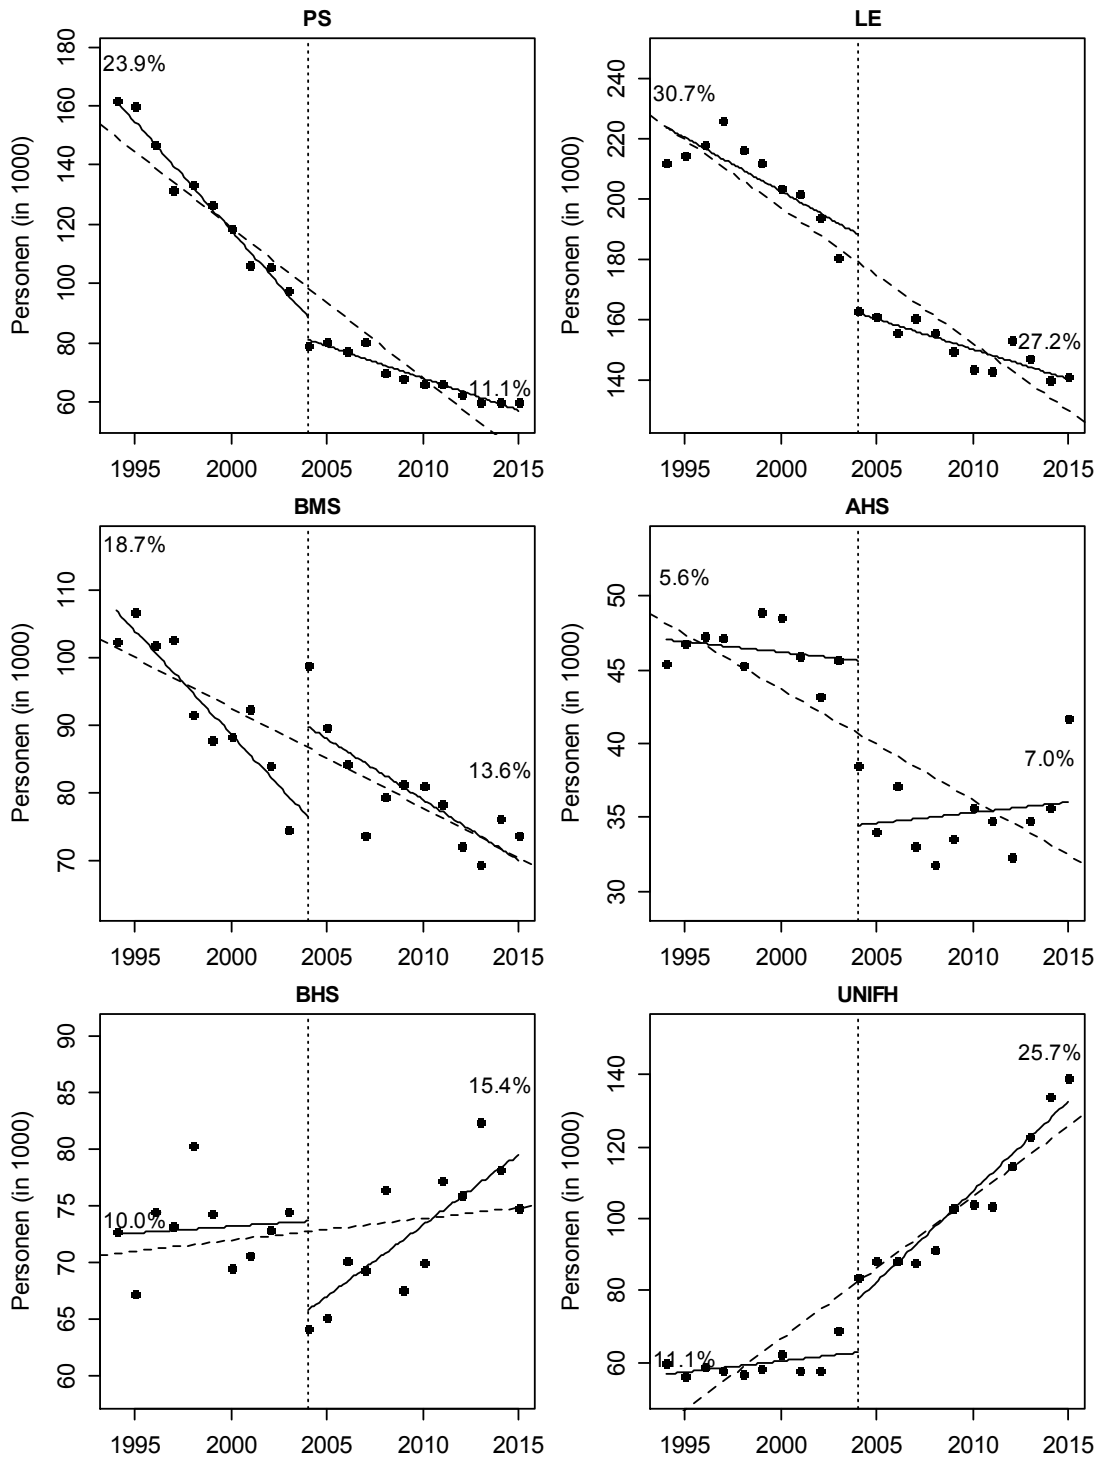 PS
Personen (in 1000)
180
160
140
120
100
80
60
23.9%
11.1%
1995 2000 2005 2010 2015
LE
Personen (in 1000)
240
220
200
180
160
140
30.7%
27.2%
1995 2000 2005 2010 2015
BMS
Personen (in 1000)
110
100
90
80
70
18.7%
13.6%
1995 2000 2005 2010 2015
AHS
Personen (in 1000)
50
45
40
35
30
5.6%
7.0%
1995 2000 2005 2010 2015
BHS
Personen (in 1000)
90
85
80
75
70
65
60
15.4%
10.0%
1995 2000 2005 2010 2015
UNIFH
Personen (in 1000)
140
120
100
80
60
25.7%
11.1%
1995 2000 2005 2010 2015